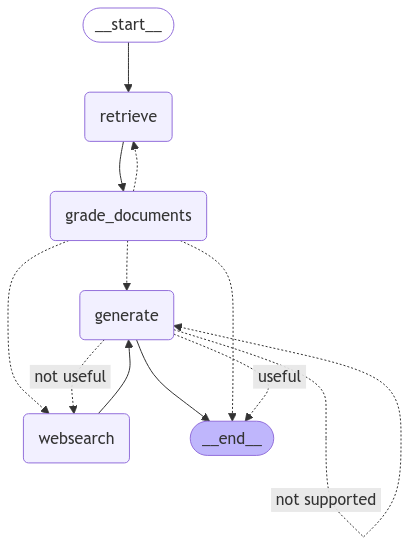 __start__
retrieve
grade_documents
generate
not useful
useful
websearch
__end__
not supported